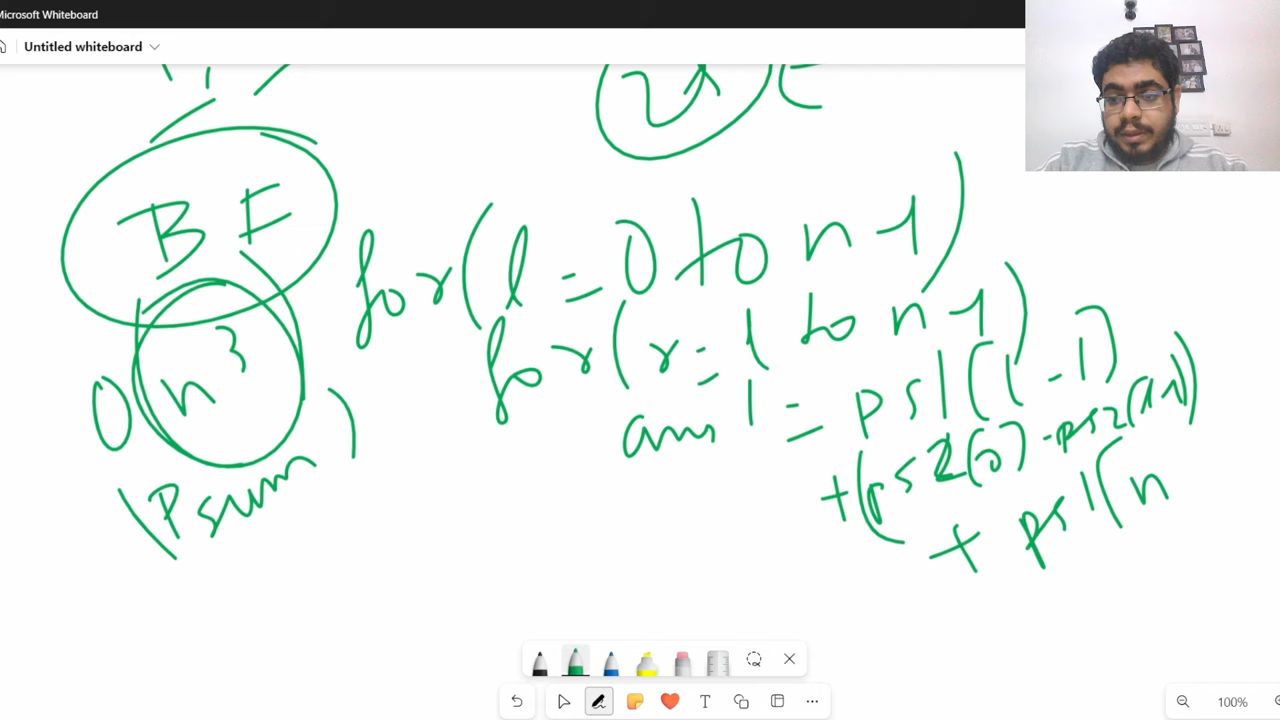 Microsoft Whiteboard
Untitled whiteboard
BF
O(n^3)
Psum
for(l = 0 to n-1)
for(r = l to n-1)
ans1 = ps1(l-1)
+(ps2(r) - ps2(l-1))
+ ps1(n
T
100%